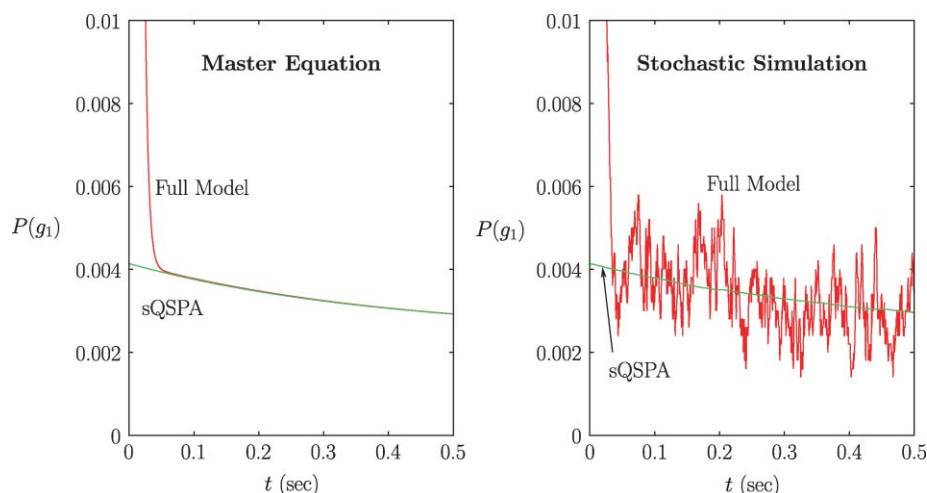 Master Equation
0.01
0.008
0.006
0.004
0.002
0
P(g₁)
Full Model
sQSPA
0
0.1
0.2
0.3
0.4
0.5
t (sec)
Stochastic Simulation
0.01
0.008
0.006
0.004
0.002
0
P(g₁)
Full Model
sQSPA
0
0.1
0.2
0.3
0.4
0.5
t (sec)